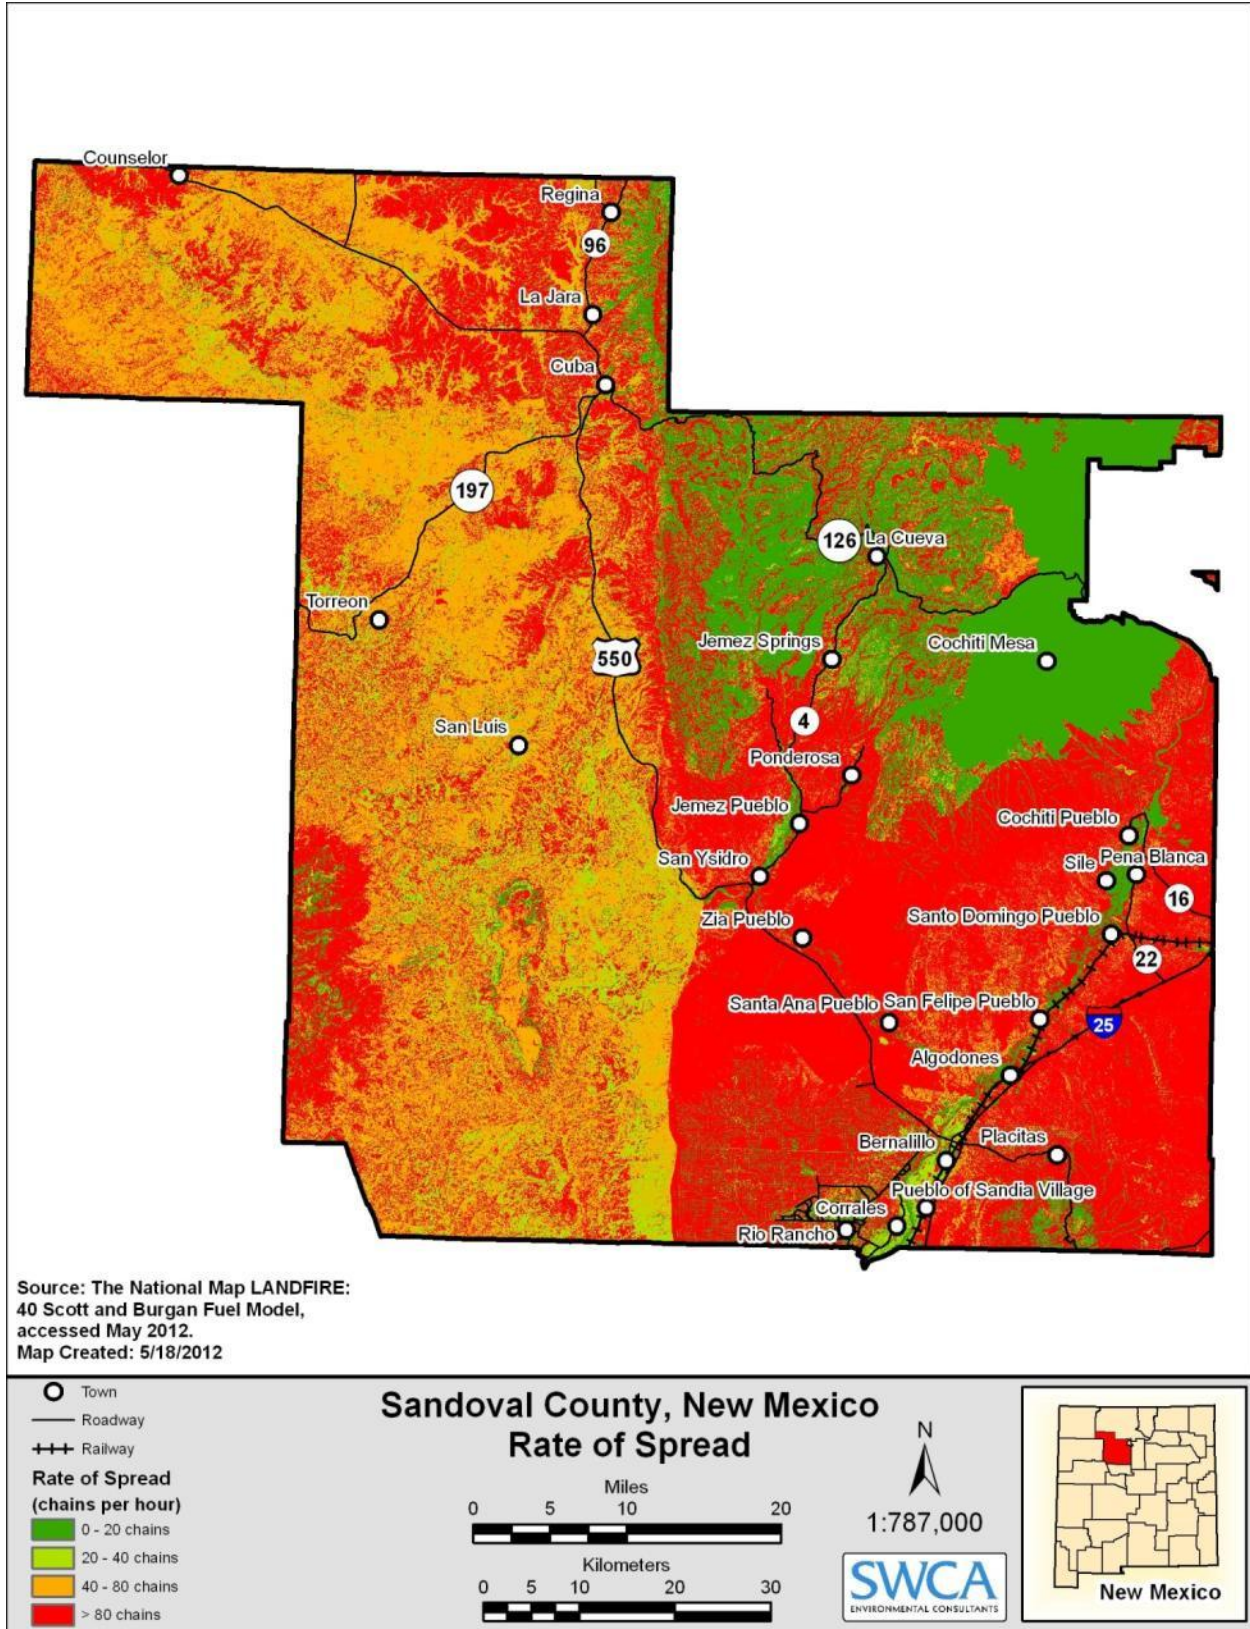 Counselor
Regina
96
La Jara
Cuba
197
126
La Cueva
Torreon
550
Jemez Springs
Cochiti Mesa
4
San Luis
Ponderosa
Jemez Pueblo
Cochiti Pueblo
San Ysidro
Sile
Pena Blanca
16
Zia Pueblo
Santo Domingo Pueblo
22
Santa Ana Pueblo
San Felipe Pueblo
25
Algodones
Bernalillo
Placitas
Pueblo of Sandia Village
Corrales
Rio Rancho
Source: The National Map LANDFIRE:
40 Scott and Burgan Fuel Model,
accessed May 2012.
Map Created: 5/18/2012
Town
Roadway
Railway
Rate of Spread
(chains per hour)
0 - 20 chains
20 - 40 chains
40 - 80 chains
> 80 chains
Sandoval County, New Mexico
Rate of Spread
Miles
0 5 10 20
Kilometers
0 5 10 20 30
N
1:787,000
SWCA
ENVIRONMENTAL CONSULTANTS
New Mexico